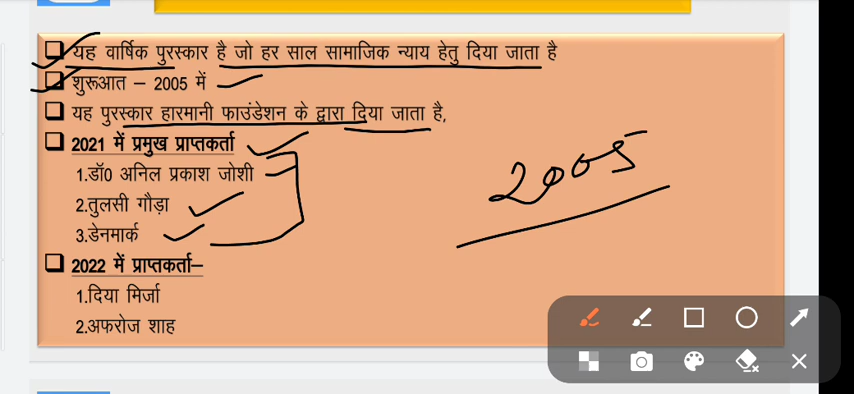 यह वार्षिक पुरस्कार है जो हर साल सामाजिक न्याय हेतु दिया जाता है
शुरूआत – 2005 में
यह पुरस्कार हारमानी फाउंडेशन के द्वारा दिया जाता है,
2021 में प्रमुख प्राप्तकर्ता
1.डॉ0 अनिल प्रकाश जोशी
2.तुलसी गौड़ा
3.डेनमार्क
2005
2022 में प्राप्तकर्ता–
1.दिया मिर्जा
2.अफरोज शाह